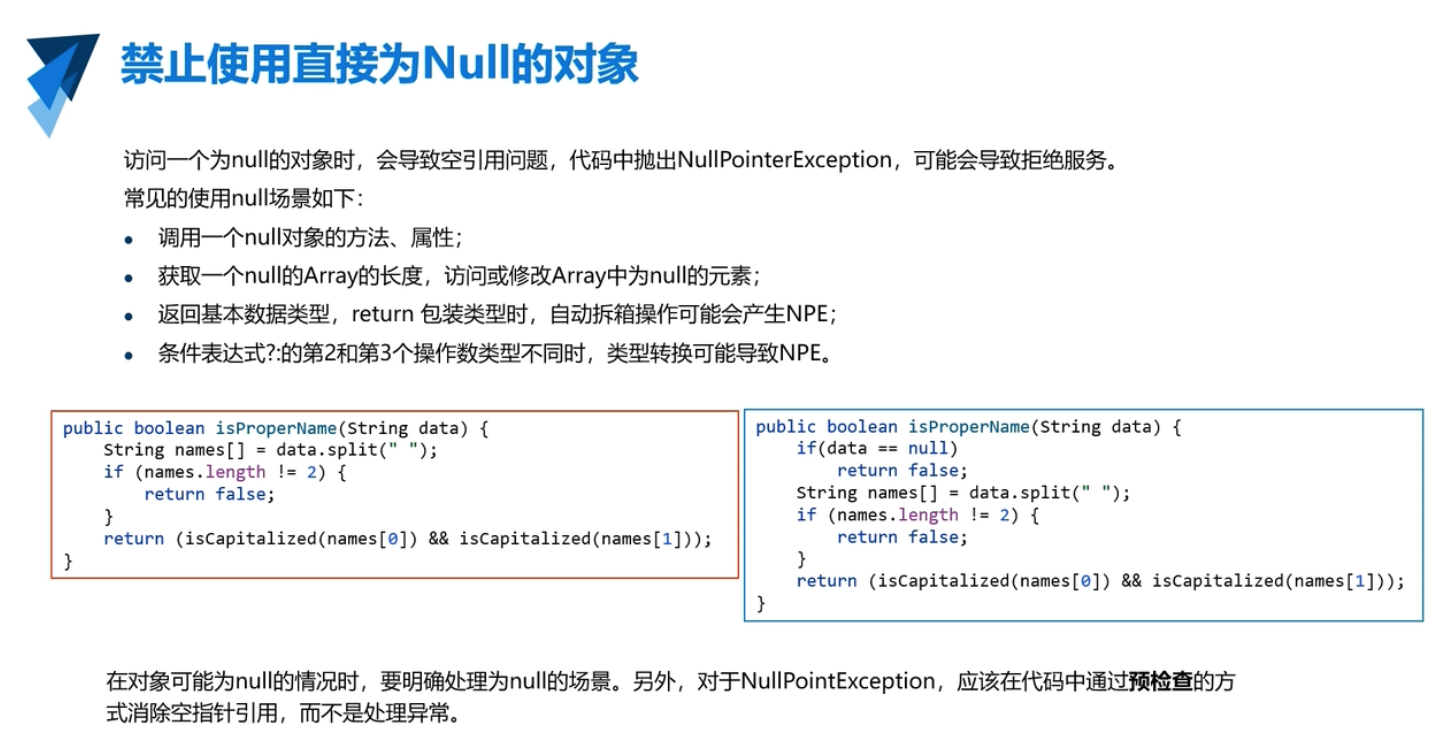 禁止使用直接为Null的对象
访问一个为null的对象时，会导致空引用问题，代码中抛出NullPointerException，可能会导致拒绝服务。
常见的使用null场景如下：
● 调用一个null对象的方法、属性；
● 获取一个null的Array的长度，访问或修改Array中为null的元素；
● 返回基本数据类型，return 包装类型时，自动拆箱操作可能会产生NPE；
● 条件表达式?:的第2和第3个操作数类型不同时，类型转换可能导致NPE。
public boolean isProperName(String data) {
    String names[] = data.split(" ");
    if (names.length != 2) {
        return false;
    }
    return (isCapitalized(names[0]) && isCapitalized(names[1]));
}
public boolean isProperName(String data) {
    if(data == null)
        return false;
    String names[] = data.split(" ");
    if (names.length != 2) {
        return false;
    }
    return (isCapitalized(names[0]) && isCapitalized(names[1]));
}
在对象可能为null的情况时，要明确处理为null的场景。另外，对于NullPointException，应该在代码中通过预检查的方
式消除空指针引用，而不是处理异常。